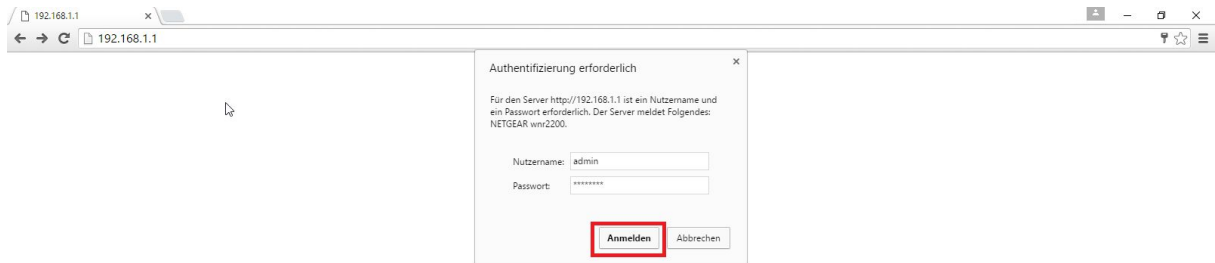 192.168.1.1
192.168.1.1
Authentifizierung erforderlich
Für den Server http://192.168.1.1 ist ein Nutzername und
ein Passwort erforderlich. Der Server meldet Folgendes:
NETGEAR wnr2200.
Nutzername: admin
Passwort: ********
Anmelden Abbrechen